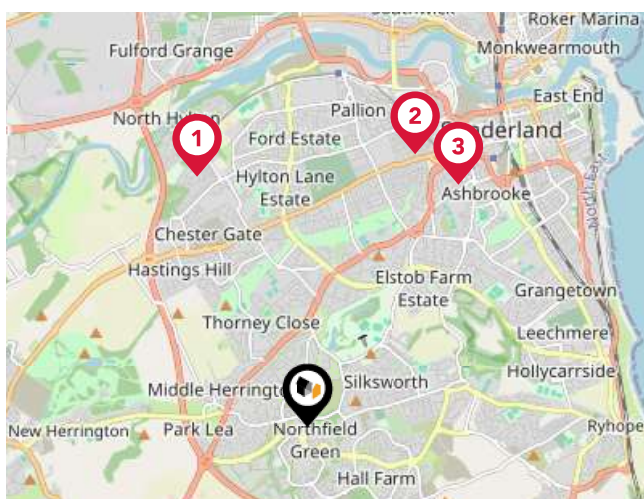 Southwick
Roker Marina
Fulford Grange
Monkwearmouth
East End
North Hylton
Pallion
2
Sunderland
1
Ford Estate
3
Hylton Lane
Estate
Ashbrooke
Chester Gate
Hastings Hill
Elstob Farm
Estate
Grangetown
Thorney Close
Leechmere
Hollycarrside
Middle Herrington
Silksworth
New Herrington
Park Lea
Northfield
Green
Ryhope
Hall Farm